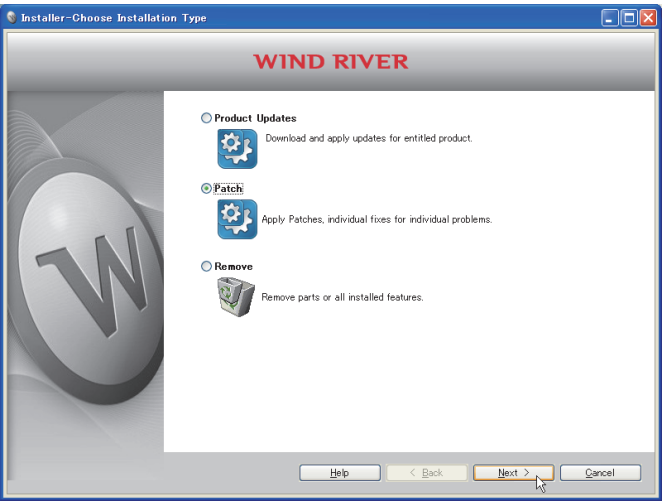 Installer-Choose Installation Type
WIND RIVER
Product Updates
Download and apply updates for entitled product.
Patch
Apply Patches, individual fixes for individual problems.
Remove
Remove parts or all installed features.
W
Help
< Back
Next >
Cancel